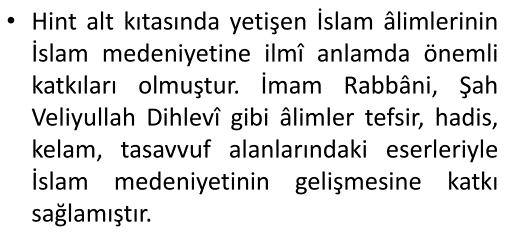 • Hint alt kıtasında yetişen İslam âlimlerinin
İslam medeniyetine ilmî anlamda önemli
katkıları olmuştur. İmam Rabbâni, Şah
Veliyullah Dihlevî gibi âlimler tefsir, hadis,
kelam, tasavvuf alanlarındaki eserleriyle
İslam medeniyetinin gelişmesine katkı
sağlamıştır.